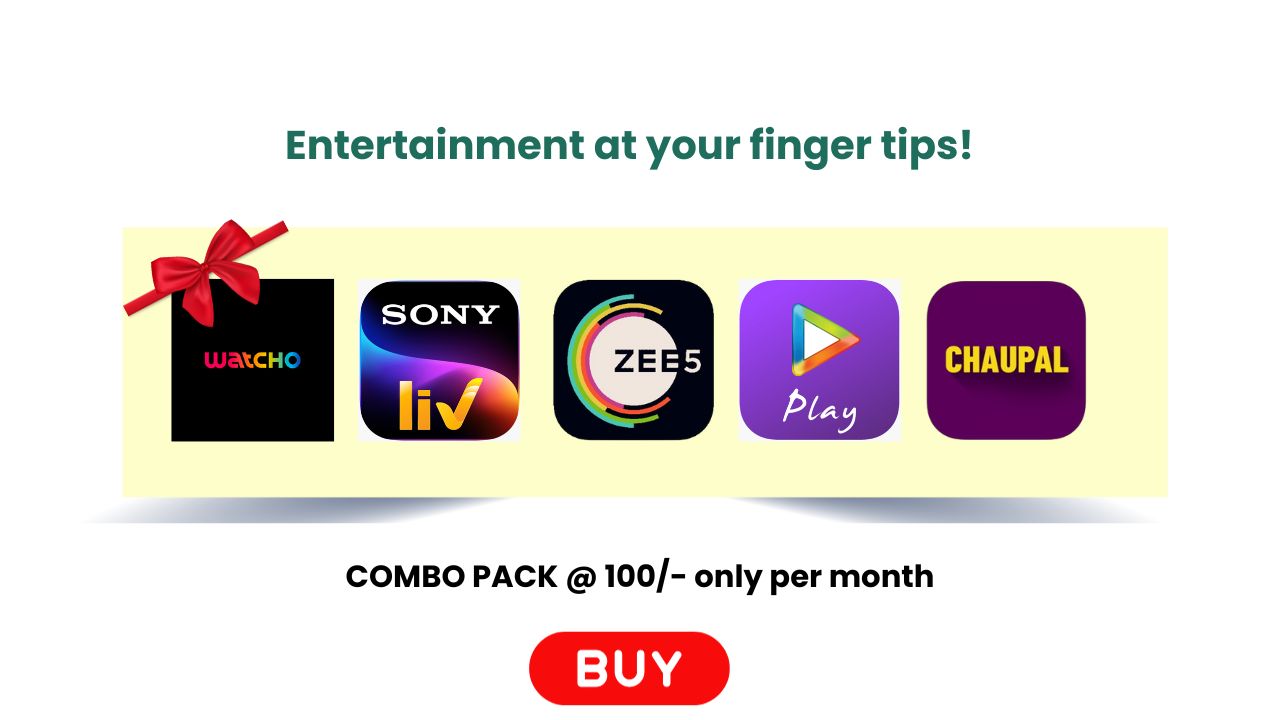 Entertainment at your finger tips!
WatCHO
SONY
liv
ZEE5
Play
CHAUPAL
COMBO PACK @ 100/- only per month
BUY